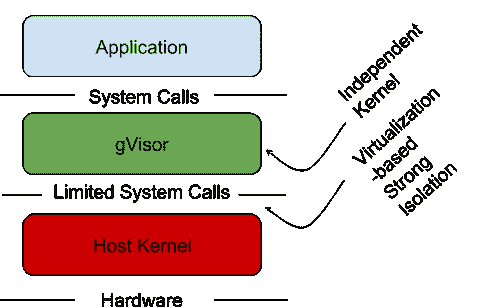 Application
System Calls
gVisor
Limited System Calls
Host Kernel
Hardware
Independent
Kernel
Virtualization
-based
Strong
Isolation